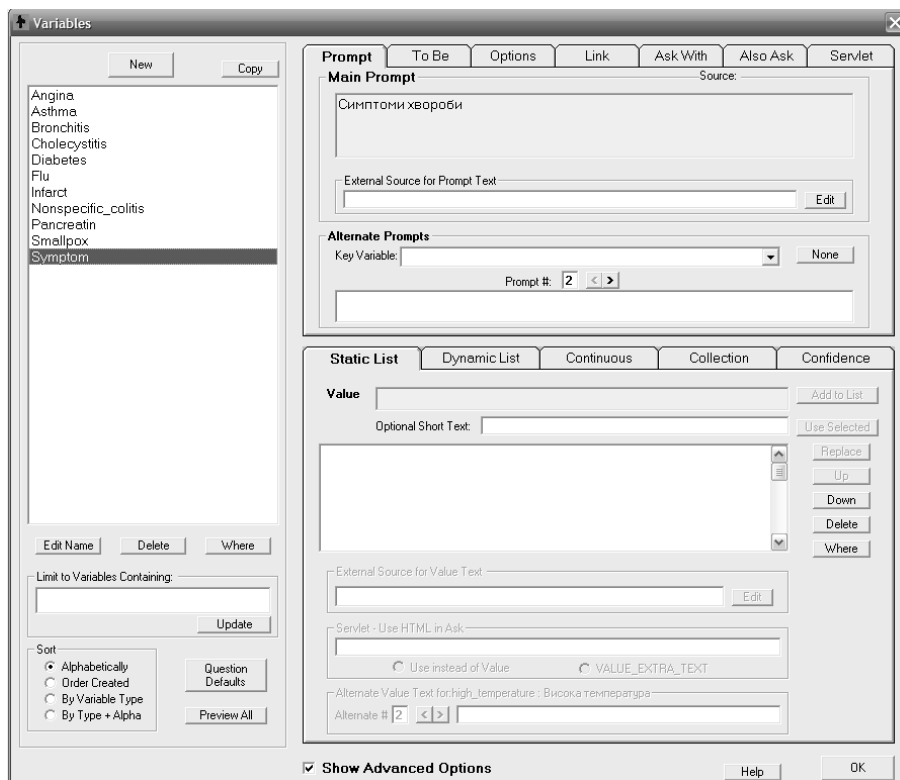 Variables
New
Copy
Angina
Asthma
Bronchitis
Cholecystitis
Diabetes
Flu
Infarct
Nonspecific_colitis
Pancreatin
Smallpox
Symptom
Edit Name Delete Where
Limit to Variables Containing:
Update
Sort
Alphabetically
Order Created
By Variable Type
By Type + Alpha
Question Defaults
Preview All
Prompt To Be Options Link Ask With Also Ask Servlet
Main Prompt Source:
Симптоми хвороби
External Source for Prompt Text
Edit
Alternate Prompts
Key Variable: None
Prompt #: 2 < >
Static List Dynamic List Continuous Collection Confidence
Value Add to List
Optional Short Text: Use Selected
Replace
Up
Down
Delete
Where
External Source for Value Text
Edit
Servlet - Use HTML in Ask
Use instead of Value VALUE_EXTRA_TEXT
Alternate Value Text for:high_temperature : Висока температура
Alternate # 2 < >
Show Advanced Options Help OK